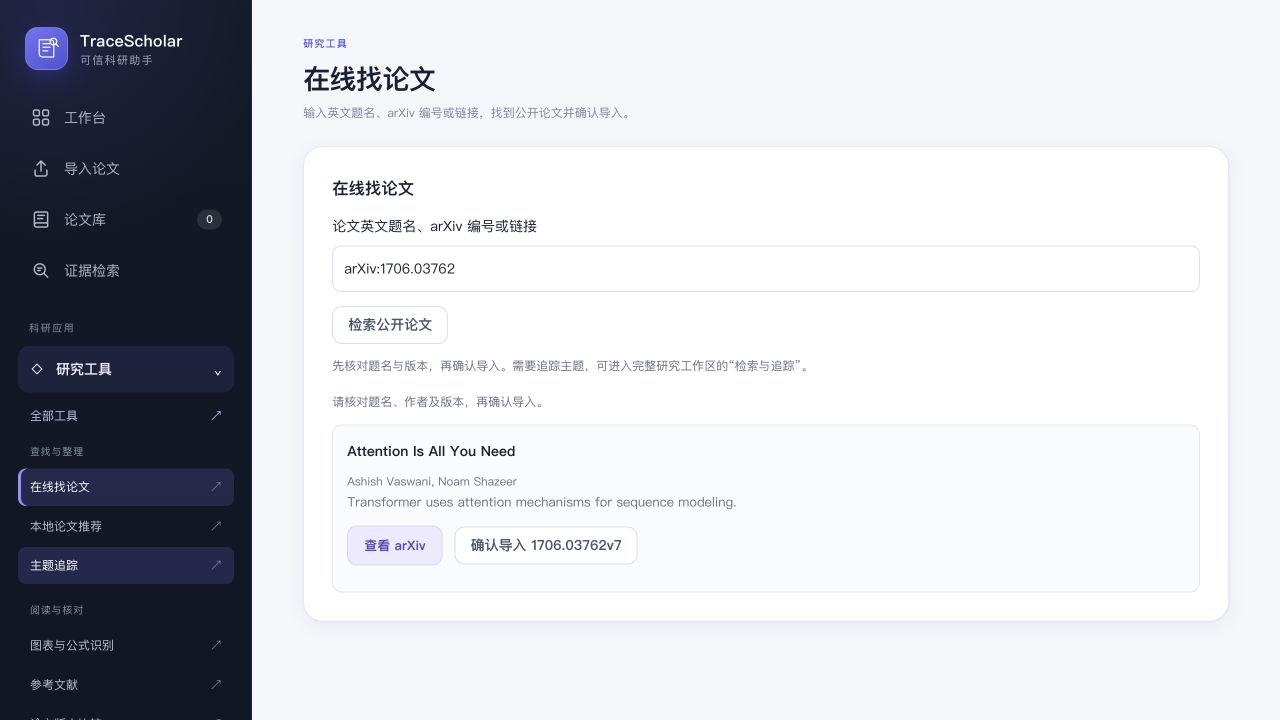 TraceScholar
可信科研助手
工作台
导入论文
论文库
0
证据检索
科研应用
研究工具
全部工具
查找与整理
在线找论文
本地论文推荐
主题追踪
阅读与核对
图表与公式识别
参考文献
研究工具
在线找论文
输入英文题名、arXiv 编号或链接，找到公开论文并确认导入。
在线找论文
论文英文题名、arXiv 编号或链接
arXiv:1706.03762
检索公开论文
先核对题名与版本，再确认导入。需要追踪主题，可进入完整研究工作区的“检索与追踪”。
请核对题名、作者及版本，再确认导入。
Attention Is All You Need
Ashish Vaswani, Noam Shazeer
Transformer uses attention mechanisms for sequence modeling.
查看 arXiv
确认导入 1706.03762v7